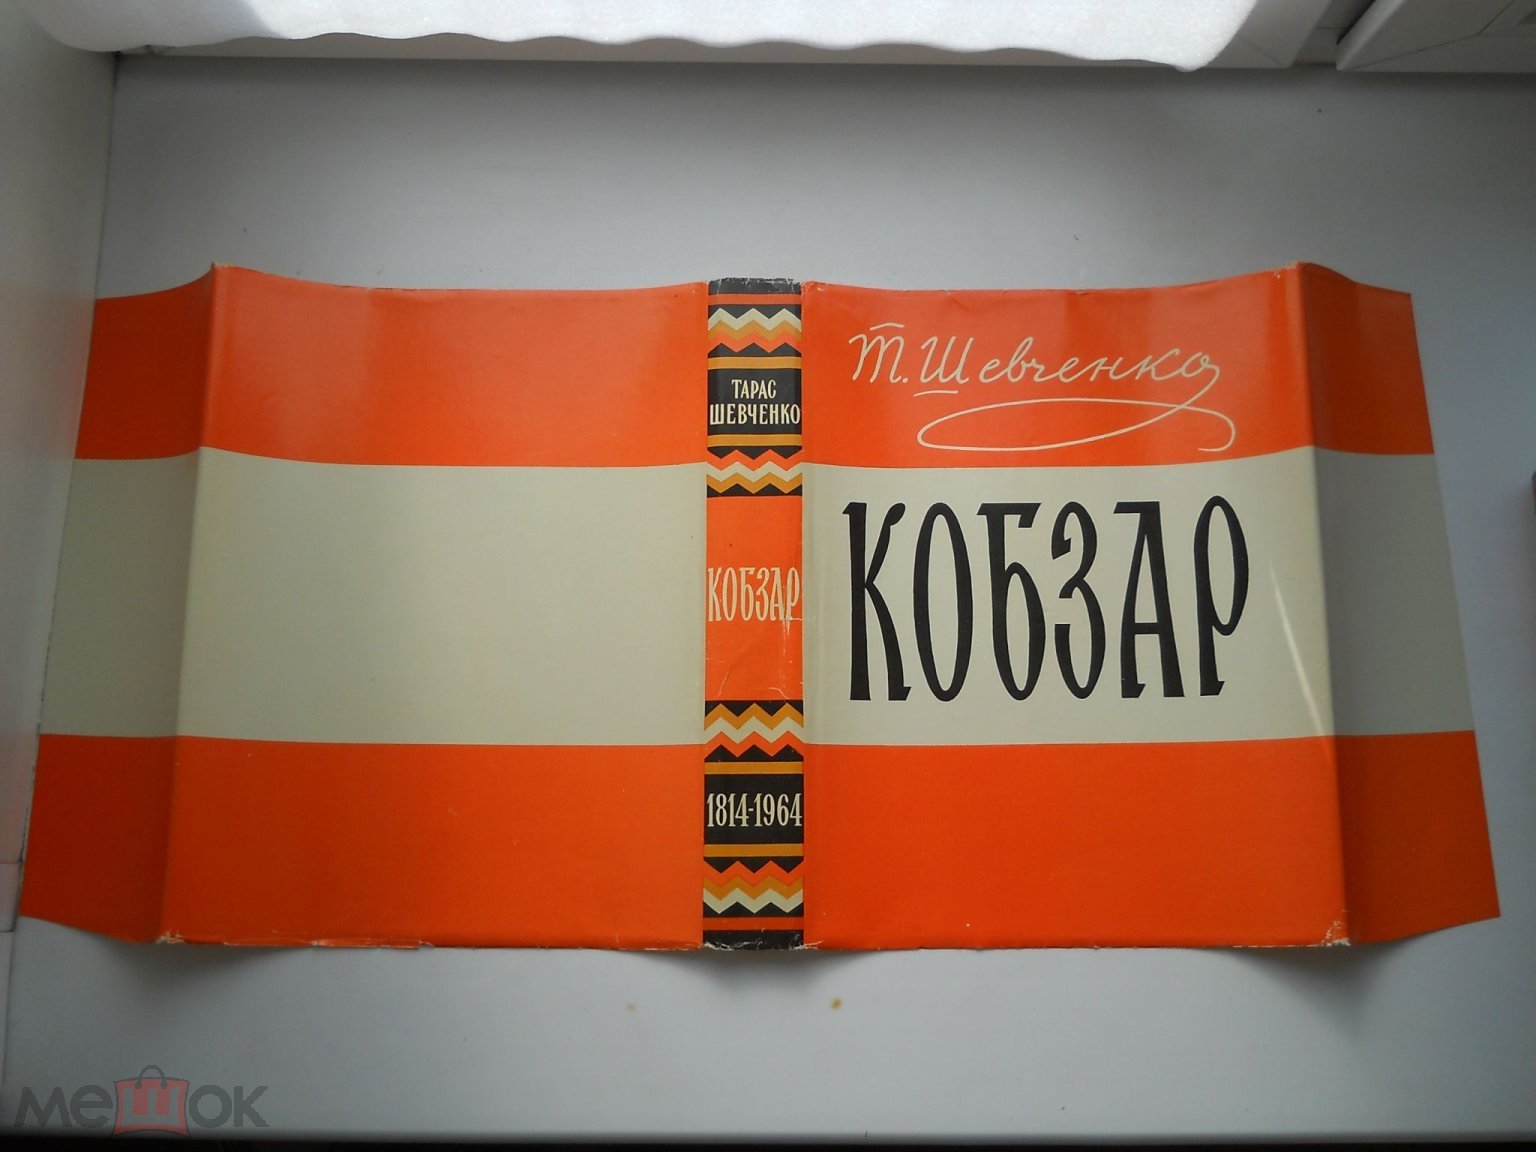 ТАРАС
ШЕВЧЕНКО
КОБЗАР
1814-1964
Т. Шевченко
КОБЗАР
мешок